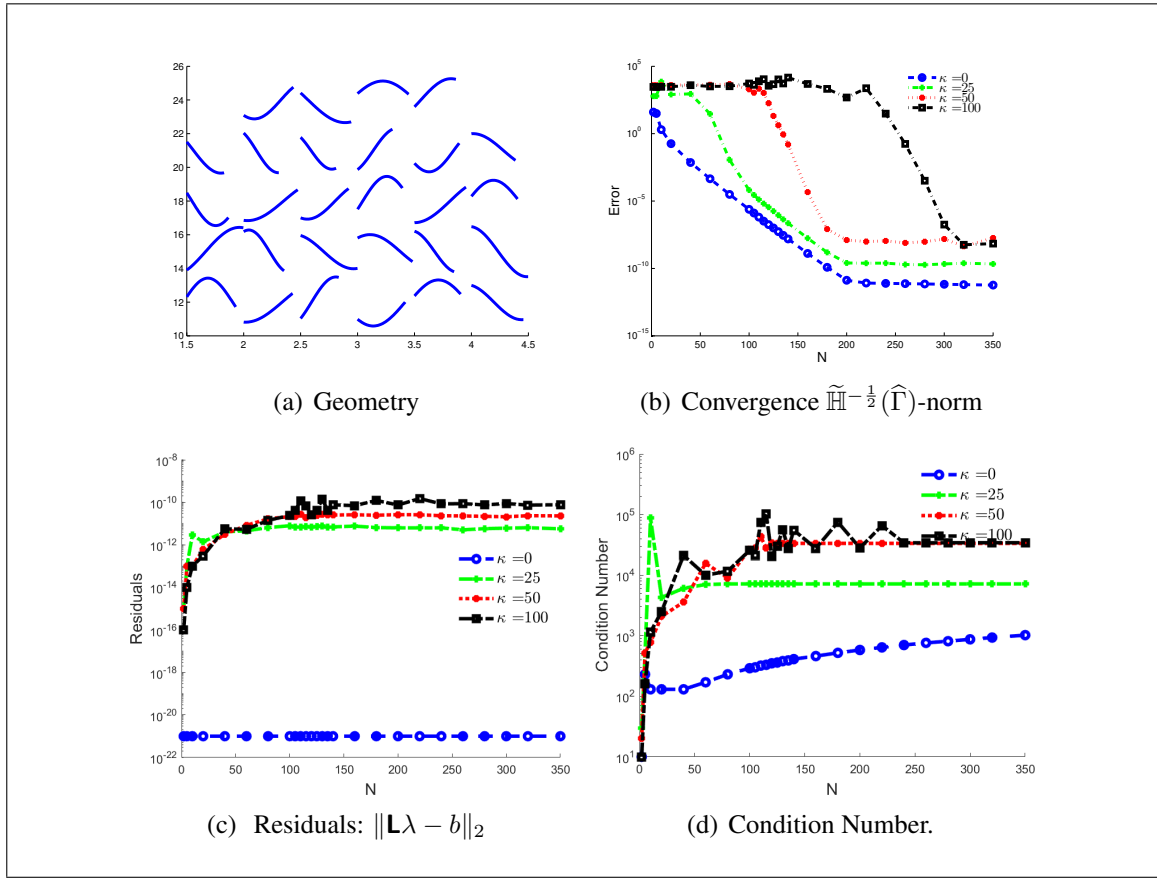 26
24
22
20
18
16
14
12
10
1.5
2
2.5
3
3.5
4
4.5
(a) Geometry
10^5
10^0
10^-5
10^-10
10^-15
Error
0
50
100
150
200
250
300
350
N
κ =0
κ =25
κ =50
κ =100
(b) Convergence H̃^{-1/2}(Γ̂)-norm
10^-8
10^-10
10^-12
10^-14
10^-16
10^-18
10^-20
10^-22
Residuals
0
50
100
150
200
250
300
350
N
κ =0
κ =25
κ =50
κ =100
(c) Residuals: ‖Lλ − b‖₂
10^6
10^5
10^4
10^3
10^2
10^1
Condition Number
0
50
100
150
200
250
300
350
N
κ =0
κ =25
κ =50
κ =100
(d) Condition Number.